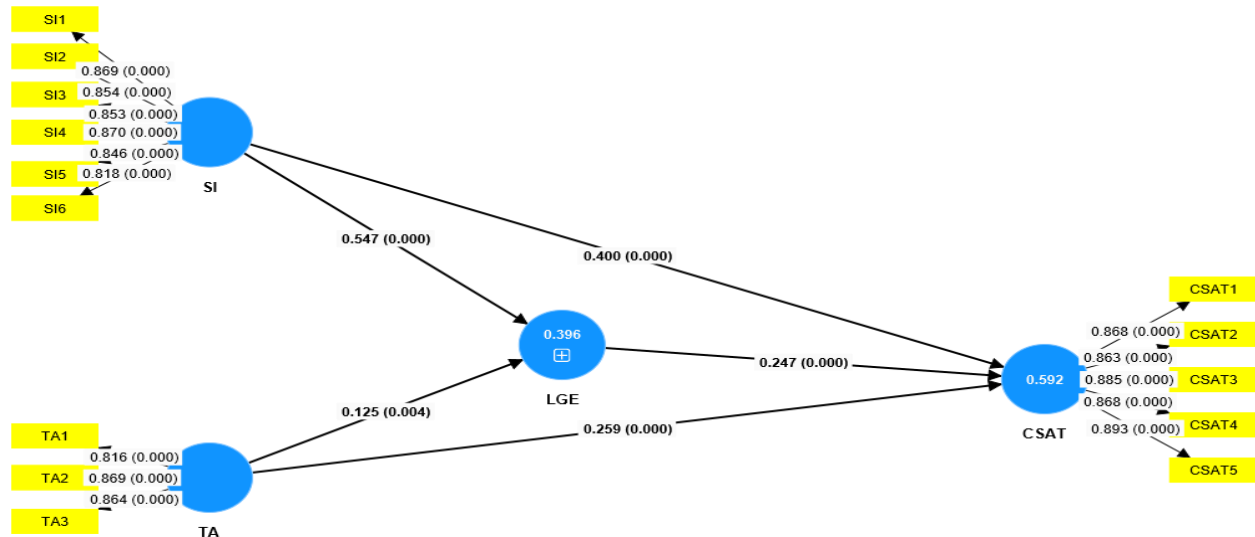 SI1
SI2
SI3
SI4
SI5
SI6
0.869 (0.000)
0.854 (0.000)
0.853 (0.000)
0.870 (0.000)
0.846 (0.000)
0.818 (0.000)
SI
0.547 (0.000)
0.400 (0.000)
0.396
LGE
0.247 (0.000)
0.125 (0.004)
0.259 (0.000)
TA1
TA2
TA3
0.816 (0.000)
0.869 (0.000)
0.864 (0.000)
TA
0.592
CSAT
0.868 (0.000)
0.863 (0.000)
0.885 (0.000)
0.868 (0.000)
0.893 (0.000)
CSAT1
CSAT2
CSAT3
CSAT4
CSAT5